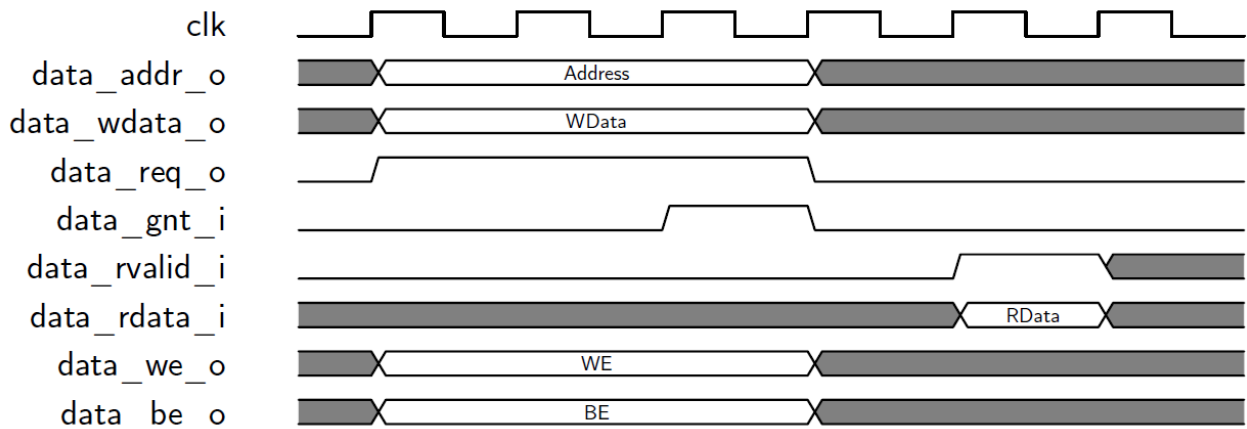 clk
data_addr_o Address
data_wdata_o WData
data_req_o
data_gnt_i
data_rvalid_i
data_rdata_i RData
data_we_o WE
data_be_o BE